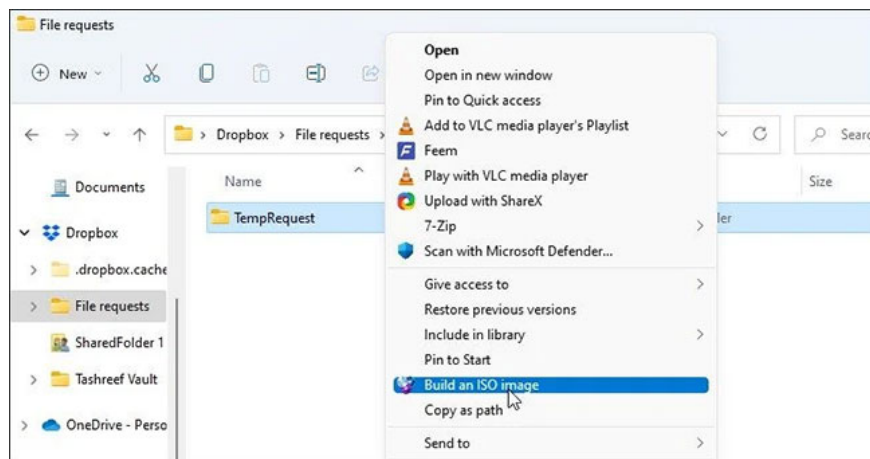 File requests
New
Dropbox > File requests >
Sear
Documents
Dropbox
.dropbox.cache
File requests
SharedFolder 1
Tashreef Vault
OneDrive - Perso
Name
Size
TempRequest
ler
Open
Open in new window
Pin to Quick access
Add to VLC media player's Playlist
Feem
Play with VLC media player
Upload with ShareX
7-Zip
Scan with Microsoft Defender...
Give access to
Restore previous versions
Include in library
Pin to Start
Build an ISO image
Copy as path
Send to